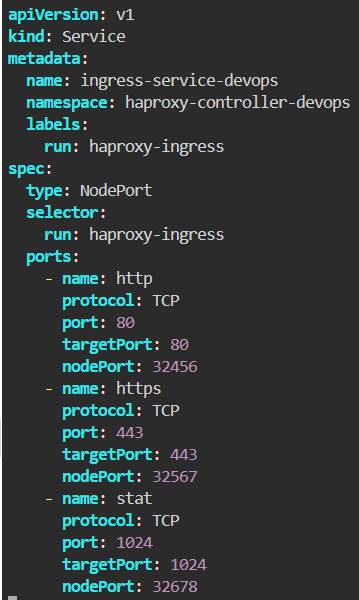 apiVersion: v1
kind: Service
metadata:
  name: ingress-service-devops
  namespace: haproxy-controller-devops
  labels:
    run: haproxy-ingress
spec:
  type: NodePort
  selector:
    run: haproxy-ingress
  ports:
    - name: http
      protocol: TCP
      port: 80
      targetPort: 80
      nodePort: 32456
    - name: https
      protocol: TCP
      port: 443
      targetPort: 443
      nodePort: 32567
    - name: stat
      protocol: TCP
      port: 1024
      targetPort: 1024
      nodePort: 32678